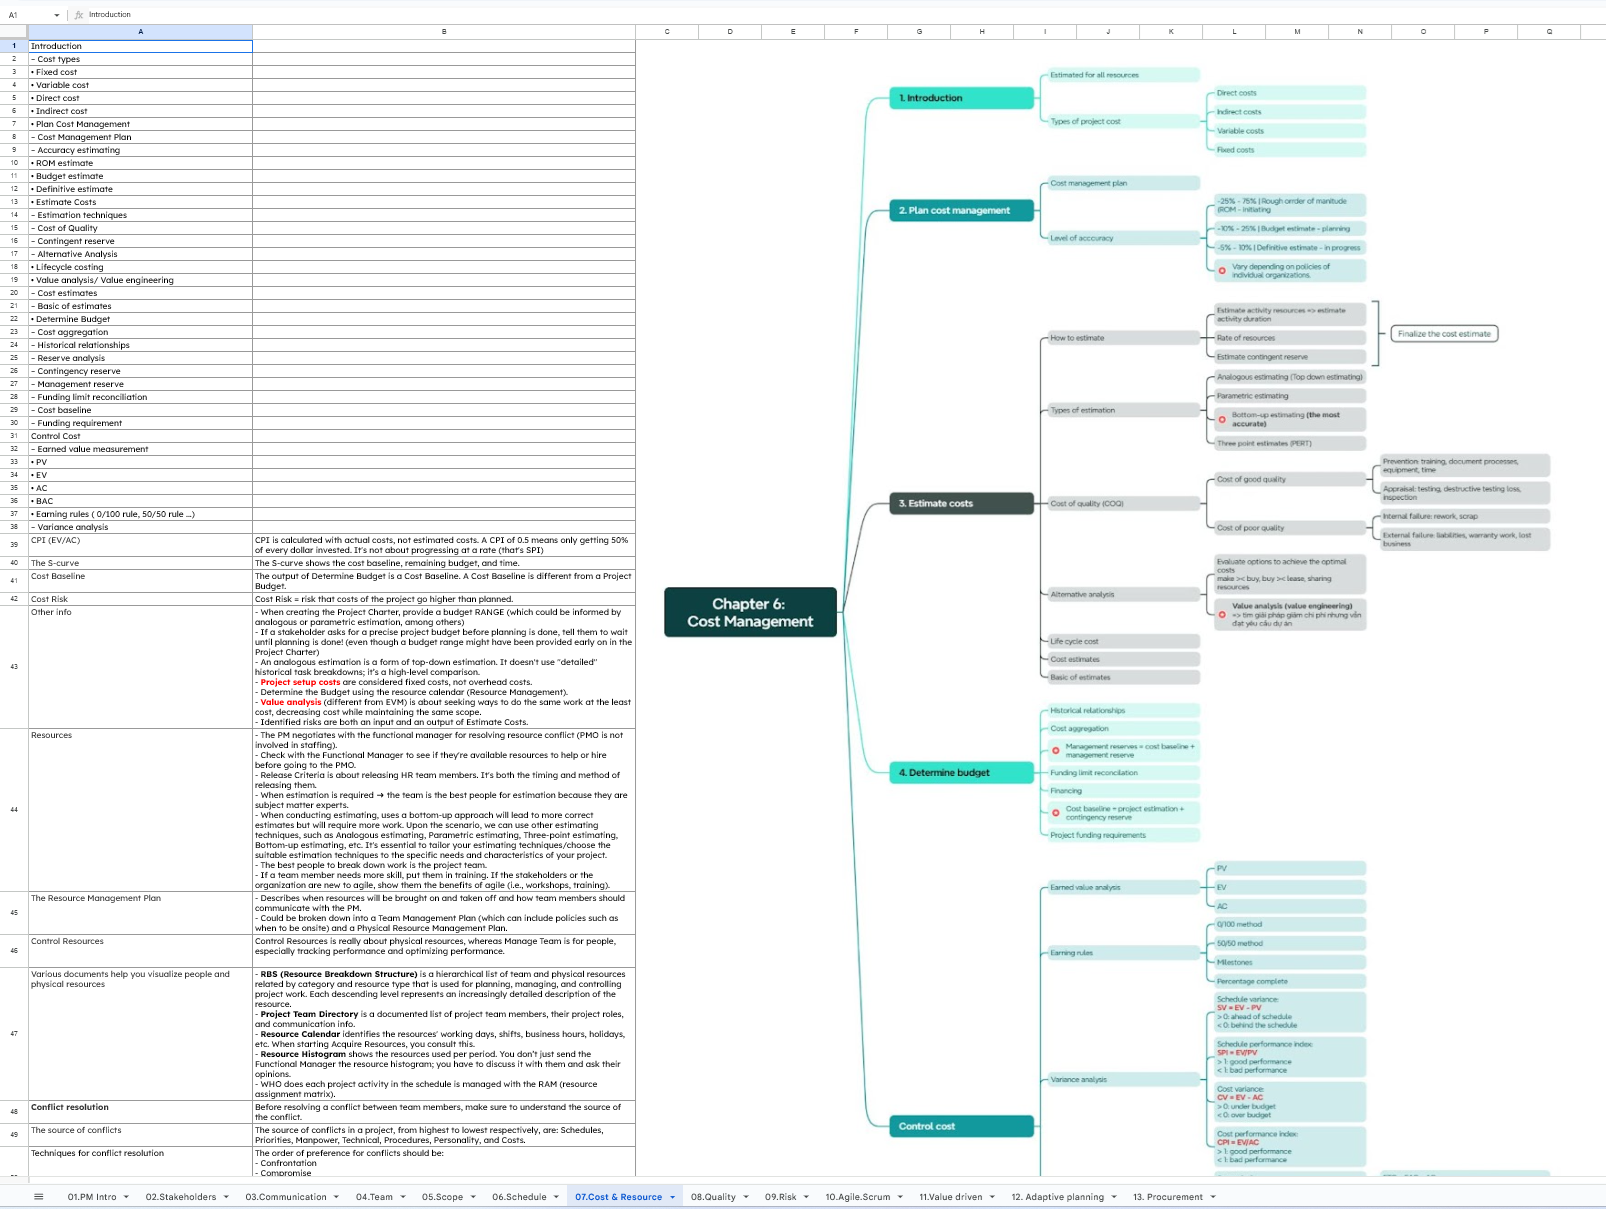 A1
fx
Introduction
A
B
C
D
E
F
G
H
I
J
K
L
M
N
O
P
Q
1
Introduction
2
– Cost types
3
• Fixed cost
4
• Variable cost
5
• Direct cost
6
• Indirect cost
7
• Plan Cost Management
8
– Cost Management Plan
9
– Accuracy estimating
10
• ROM estimate
11
• Budget estimate
12
• Definitive estimate
13
• Estimate Costs
14
– Estimation techniques
15
– Cost of Quality
16
– Contingent reserve
17
– Alternative Analysis
18
• Lifecycle costing
19
• Value analysis/ Value engineering
20
– Cost estimates
21
– Basic of estimates
22
• Determine Budget
23
– Cost aggregation
24
– Historical relationships
25
– Reserve analysis
26
– Contingency reserve
27
– Management reserve
28
– Funding limit reconciliation
29
– Cost baseline
30
– Funding requirement
31
Control Cost
32
– Earned value measurement
33
• PV
34
• EV
35
• AC
36
• BAC
37
• Earning rules ( 0/100 rule, 50/50 rule ...)
38
– Variance analysis
39
CPI (EV/AC)
CPI is calculated with actual costs, not estimated costs. A CPI of 0.5 means only getting 50%
of every dollar invested. It's not about progressing at a rate (that's SPI)
40
The S-curve
The S-curve shows the cost baseline, remaining budget, and time.
41
Cost Baseline
The output of Determine Budget is a Cost Baseline. A Cost Baseline is different from a Project
Budget.
42
Cost Risk
Cost Risk = risk that costs of the project go higher than planned.
43
Other info
- When creating the Project Charter, provide a budget RANGE (which could be informed by
analogous or parametric estimation, among others)
- If a stakeholder asks for a precise project budget before planning is done, tell them to wait
until planning is done! (even though a budget range might have been provided early on in the
Project Charter)
- An analogous estimation is a form of top-down estimation. It doesn't use "detailed"
historical task breakdowns; it's a high-level comparison.
- Project setup costs are considered fixed costs, not overhead costs.
- Determine the Budget using the resource calendar (Resource Management).
- Value analysis (different from EVM) is about seeking ways to do the same work at the least
cost, decreasing cost while maintaining the same scope.
- Identified risks are both an input and an output of Estimate Costs.
44
Resources
- The PM negotiates with the functional manager for resolving resource conflict (PMO is not
involved in staffing).
- Check with the Functional Manager to see if they're available resources to help or hire
before going to the PMO.
- Release Criteria is about releasing HR team members. It's both the timing and method of
releasing them.
- When estimation is required → the team is the best people for estimation because they are
subject matter experts.
- When conducting estimating, uses a bottom-up approach will lead to more correct
estimates but will require more work. Upon the scenario, we can use other estimating
techniques, such as Analogous estimating, Parametric estimating, Three-point estimating,
Bottom-up estimating, etc. It's essential to tailor your estimating techniques/choose the
suitable estimation techniques to the specific needs and characteristics of your project.
- The best people to break down work is the project team.
- If a team member needs more skill, put them in training. If the stakeholders or the
organization are new to agile, show them the benefits of agile (i.e., workshops, training).
45
The Resource Management Plan
- Describes when resources will be brought on and taken off and how team members should
communicate with the PM.
- Could be broken down into a Team Management Plan (which can include policies such as
when to be onsite) and a Physical Resource Management Plan.
46
Control Resources
Control Resources is really about physical resources, whereas Manage Team is for people,
especially tracking performance and optimizing performance.
47
Various documents help you visualize people and
physical resources
- RBS (Resource Breakdown Structure) is a hierarchical list of team and physical resources
related by category and resource type that is used for planning, managing, and controlling
project work. Each descending level represents an increasingly detailed description of the
resource.
- Project Team Directory is a documented list of project team members, their project roles,
and communication info.
- Resource Calendar identifies the resources' working days, shifts, business hours, holidays,
etc. When starting Acquire Resources, you consult this.
- Resource Histogram shows the resources used per period. You don't just send the
Functional Manager the resource histogram; you have to discuss it with them and ask their
opinions.
- WHO does each project activity in the schedule is managed with the RAM (resource
assignment matrix).
48
Conflict resolution
Before resolving a conflict between team members, make sure to understand the source of
the conflict.
49
The source of conflicts
The source of conflicts in a project, from highest to lowest respectively, are: Schedules,
Priorities, Manpower, Technical, Procedures, Personality, and Costs.
Techniques for conflict resolution
The order of preference for conflicts should be:
- Confrontation
- Compromise
Chapter 6:
Cost Management
1. Introduction
Estimated for all resources
Types of project cost
Direct costs
Indirect costs
Variable costs
Fixed costs
2. Plan cost management
Cost management plan
Level of acccuracy
-25% - 75% | Rough orrder of manitude
(ROM - initiating
-10% - 25% | Budget estimate - planning
-5% - 10% | Definitive estimate - in progress
Vary depending on policies of
individual organizations.
3. Estimate costs
How to estimate
Estimate activity resources => estimate
activity duration
Rate of resources
Estimate contingent reserve
Finalize the cost estimate
Types of estimation
Analogous estimating (Top down estimating)
Parametric estimating
Bottom-up estimating (the most
accurate)
Three point estimates (PERT)
Cost of quality (COQ)
Cost of good quality
Prevention: training, document processes,
equipment, time
Appraisal: testing, destructive testing loss,
inspection
Cost of poor quality
Internal failure: rework, scrap
External failure: liabilities, warranty work, lost
business
Alternative analysis
Evaluate options to achieve the optimal
costs
make >< buy, buy >< lease, sharing
resources
Value analysis (value engineering)
=> tìm giải pháp giảm chi phí nhưng vẫn
đạt yêu cầu dự án
Life cycle cost
Cost estimates
Basic of estimates
4. Determine budget
Historical relationships
Cost aggregation
Management reserves = cost baseline +
management reserve
Funding limit reconciliation
Financing
Cost baseline = project estimation +
contingency reserve
Project funding requirements
Control cost
Earned value analysis
PV
EV
AC
Earning rules
0/100 method
50/50 method
Milestones
Percentage complete
Variance analysis
Schedule variance:
SV = EV - PV
> 0: ahead of schedule
< 0: behind the schedule
Schedule performance index:
SPI = EV/PV
> 1: good performance
< 1: bad performance
Cost variance:
CV = EV - AC
> 0: under budget
< 0: over budget
Cost performance index:
CPI = EV/AC
> 1: good performance
< 1: bad performance
01.PM Intro
02.Stakeholders
03.Communication
04.Team
05.Scope
06.Schedule
07.Cost & Resource
08.Quality
09.Risk
10.Agile.Scrum
11.Value driven
12. Adaptive planning
13. Procurement